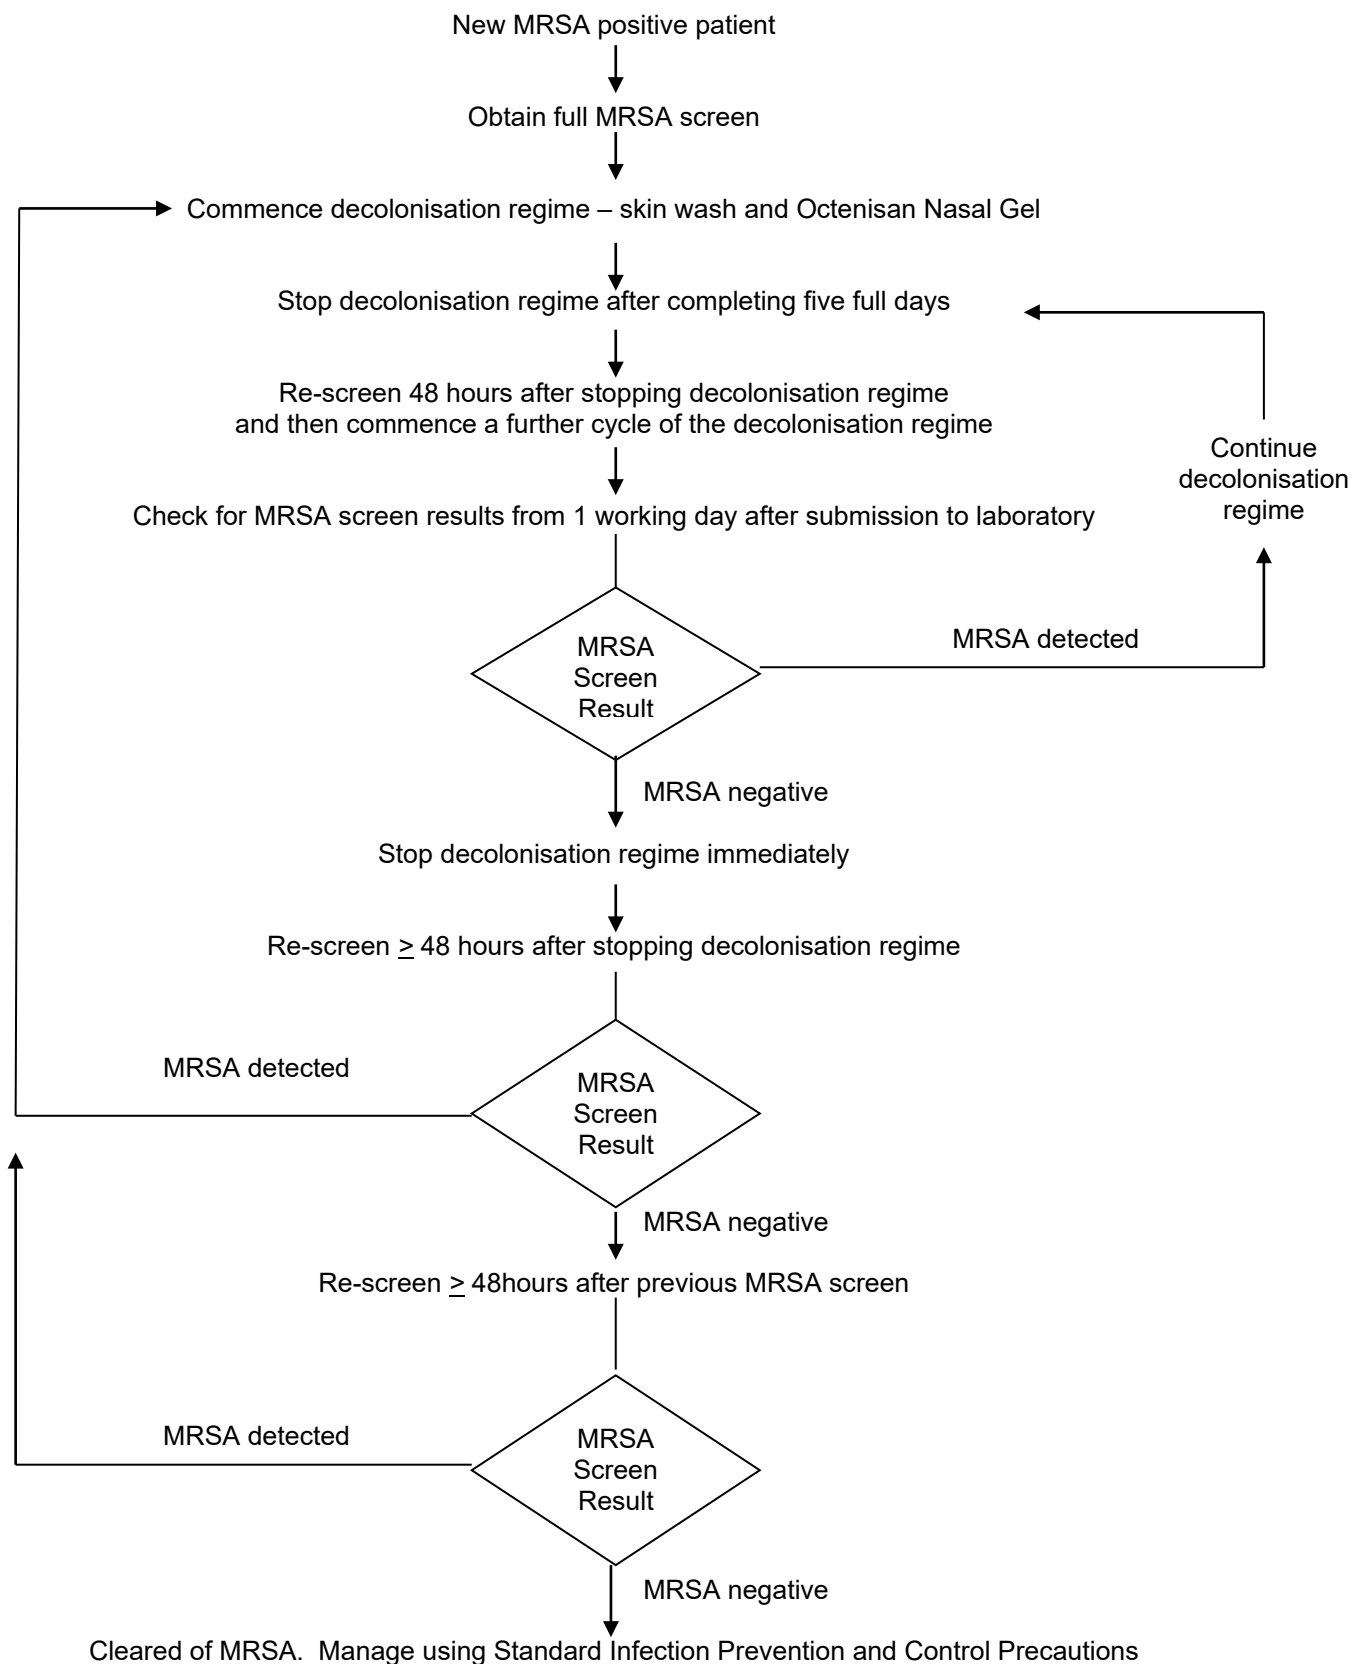 New MRSA positive patient
Obtain full MRSA screen
Commence decolonisation regime – skin wash and Octenisan Nasal Gel
Stop decolonisation regime after completing five full days
Re-screen 48 hours after stopping decolonisation regime
and then commence a further cycle of the decolonisation regime
Continue
decolonisation
regime
Check for MRSA screen results from 1 working day after submission to laboratory
MRSA
Screen
Result
MRSA detected
MRSA negative
Stop decolonisation regime immediately
Re-screen ≥ 48 hours after stopping decolonisation regime
MRSA detected
MRSA
Screen
Result
MRSA negative
Re-screen ≥ 48hours after previous MRSA screen
MRSA detected
MRSA
Screen
Result
MRSA negative
Cleared of MRSA.  Manage using Standard Infection Prevention and Control Precautions